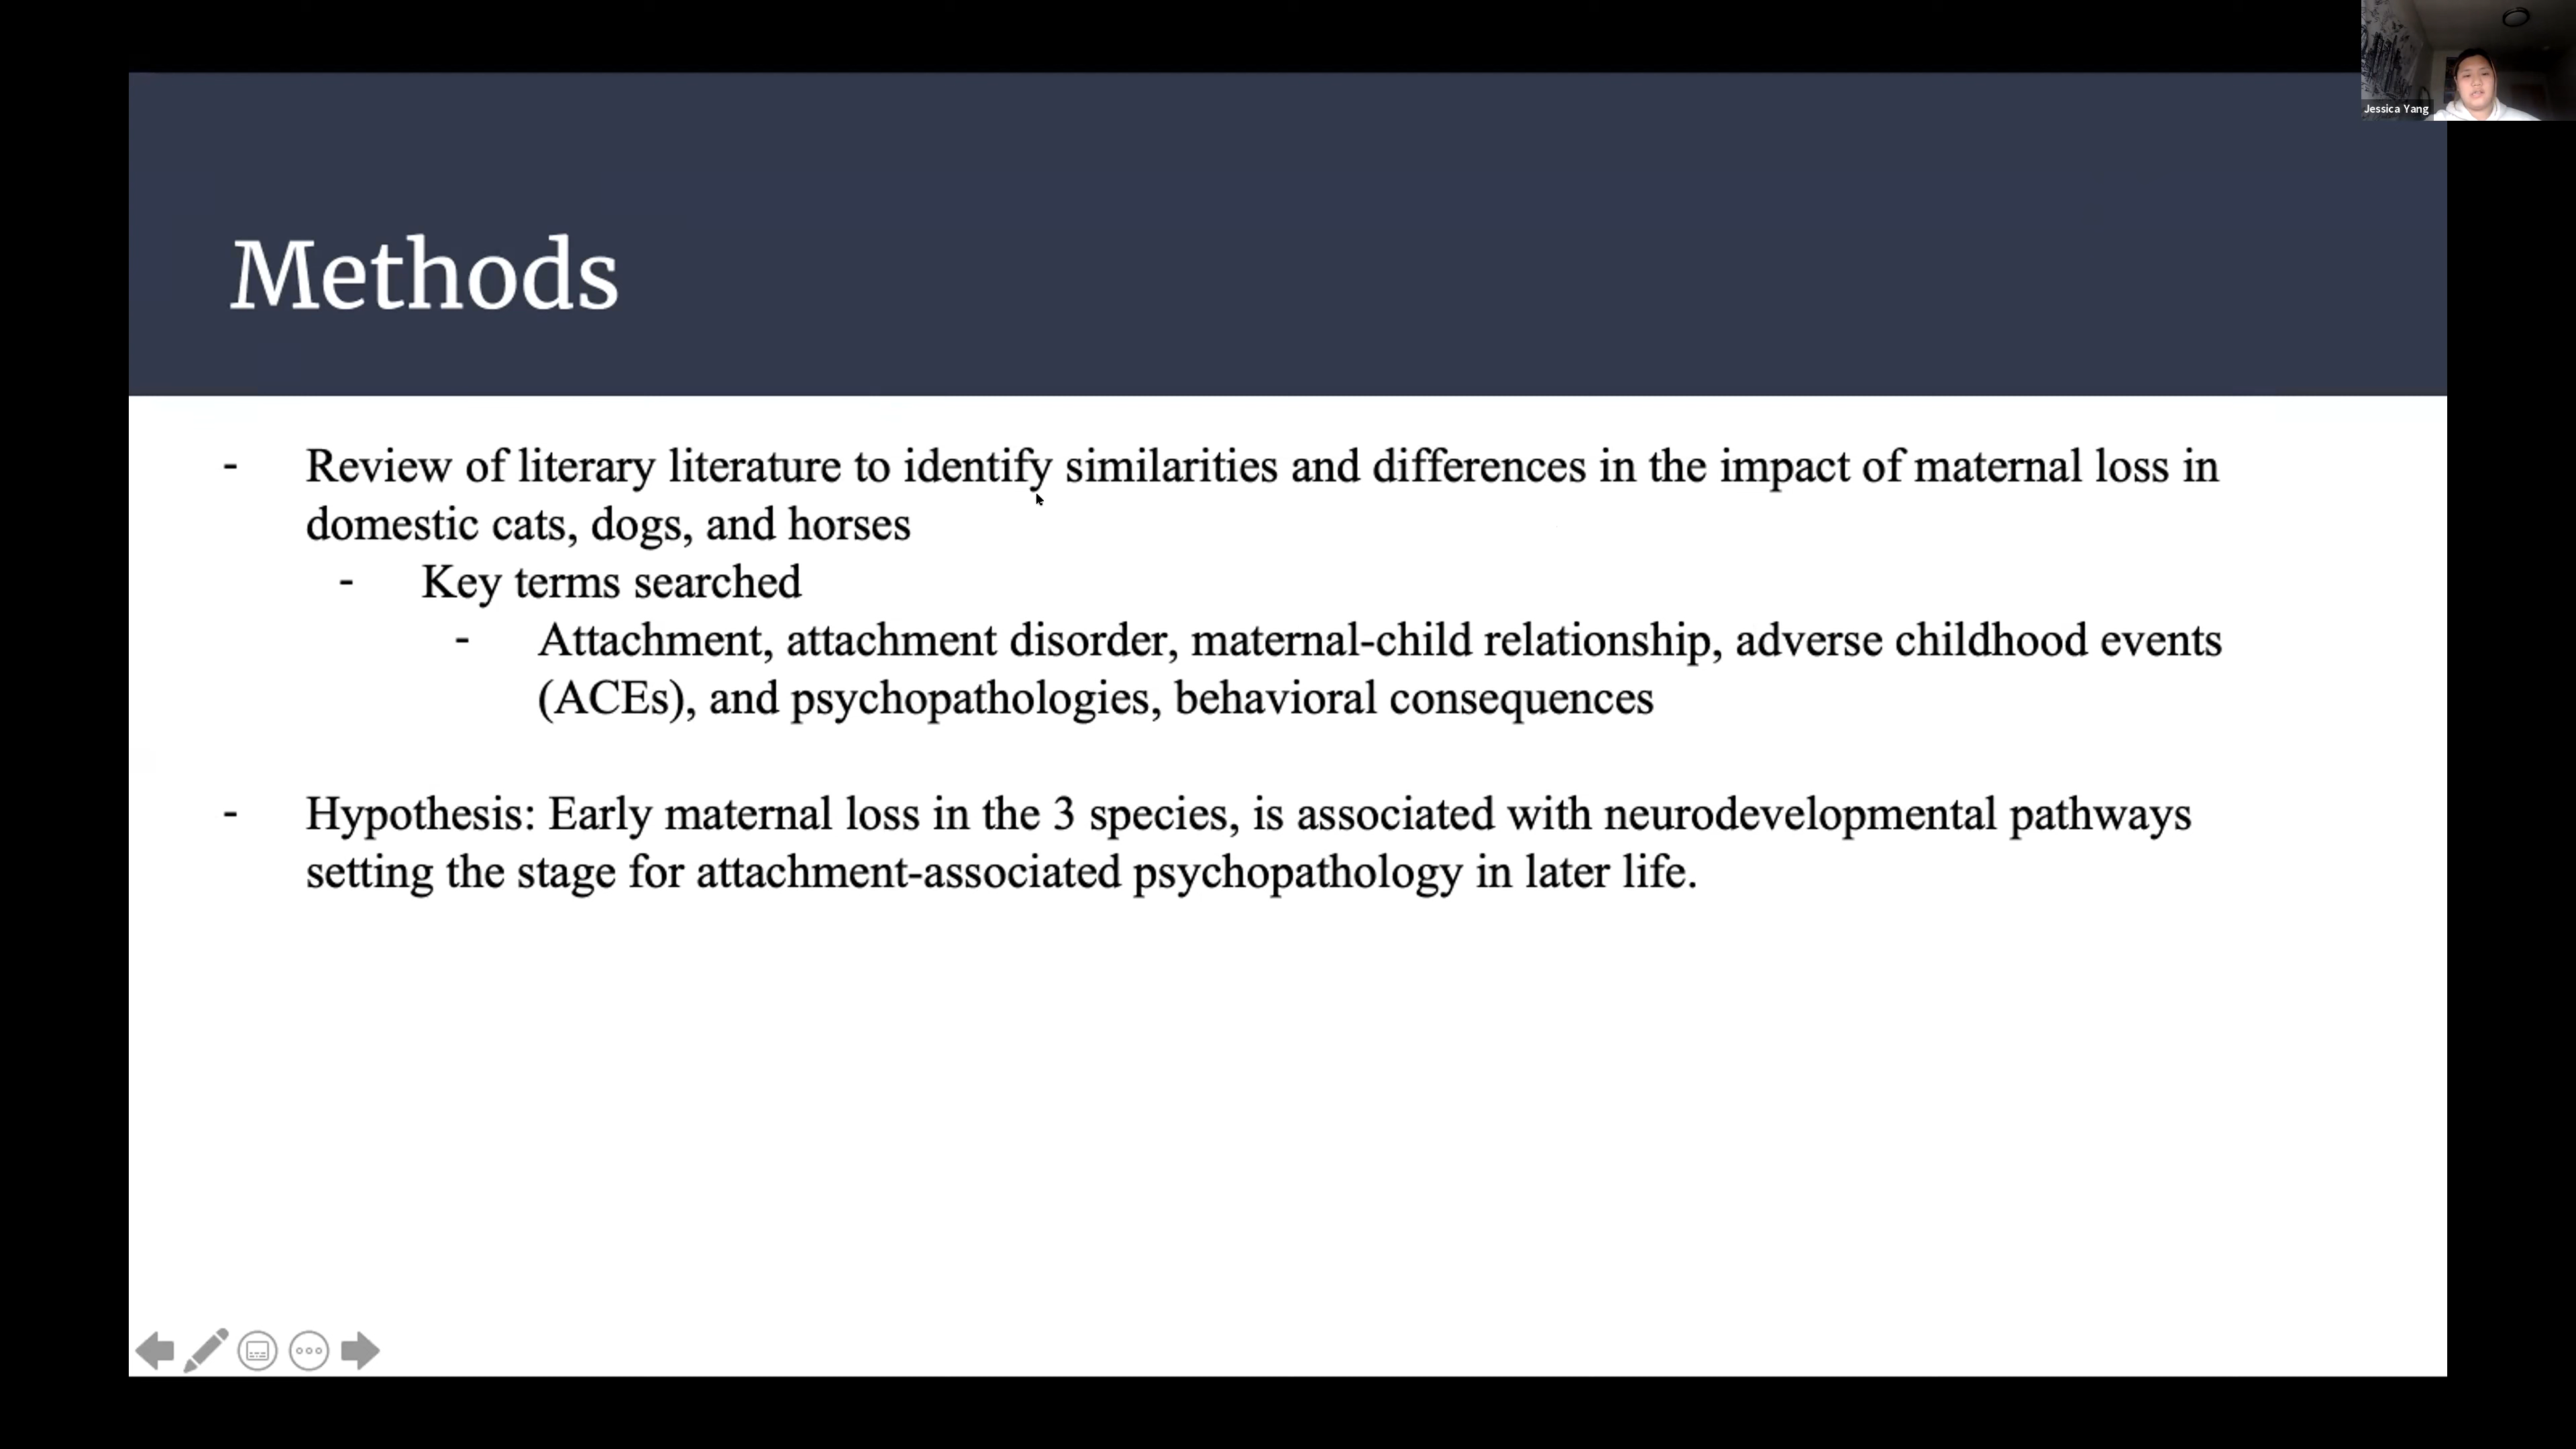 Jessica Yang
Methods
- Review of literary literature to identify similarities and differences in the impact of maternal loss in
domestic cats, dogs, and horses
- Key terms searched
- Attachment, attachment disorder, maternal-child relationship, adverse childhood events
(ACEs), and psychopathologies, behavioral consequences
- Hypothesis: Early maternal loss in the 3 species, is associated with neurodevelopmental pathways
setting the stage for attachment-associated psychopathology in later life.